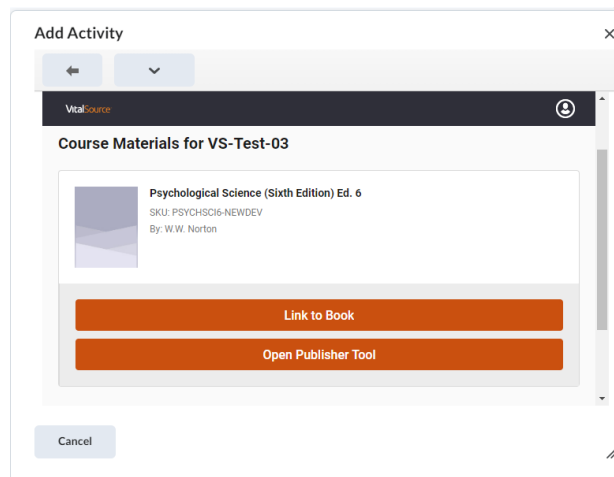 Add Activity
VitalSource
Course Materials for VS-Test-03
Psychological Science (Sixth Edition) Ed. 6
SKU: PSYCHSCI6-NEWDEV
By: W.W. Norton
Link to Book
Open Publisher Tool
Cancel